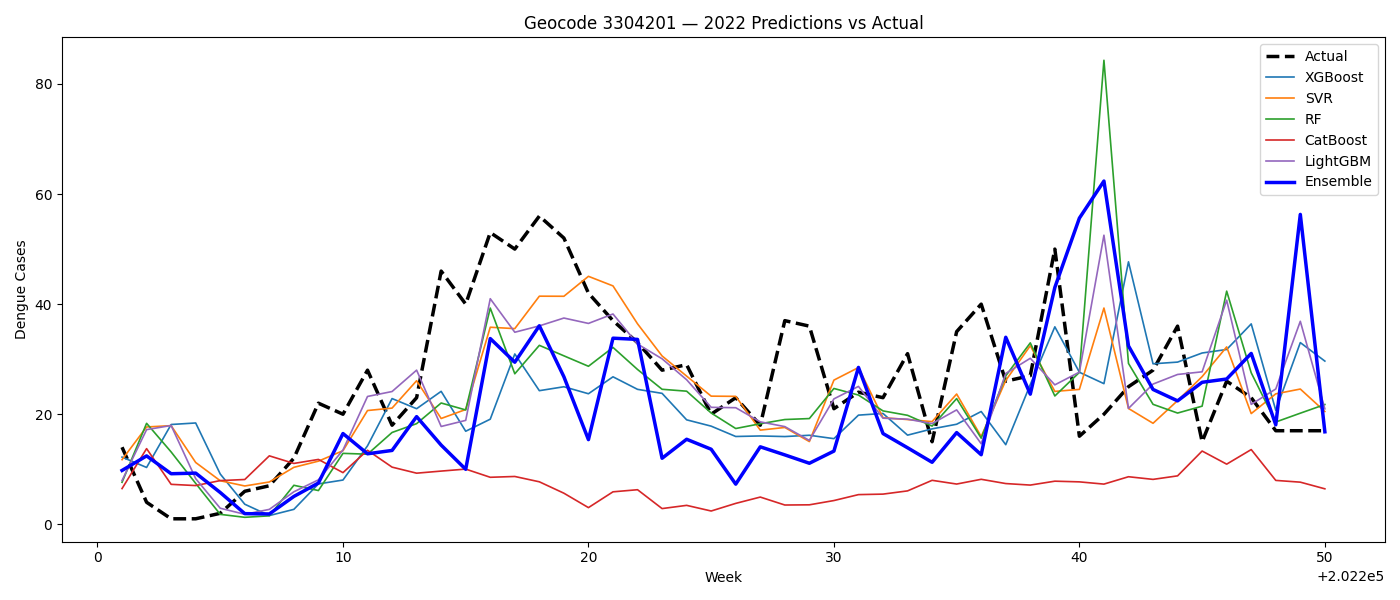 Geocode 3304201 — 2022 Predictions vs Actual
Dengue Cases
80
60
40
20
0
Actual
XGBoost
SVR
RF
CatBoost
LightGBM
Ensemble
0 10 20 30 40 50
Week
+2.022e5